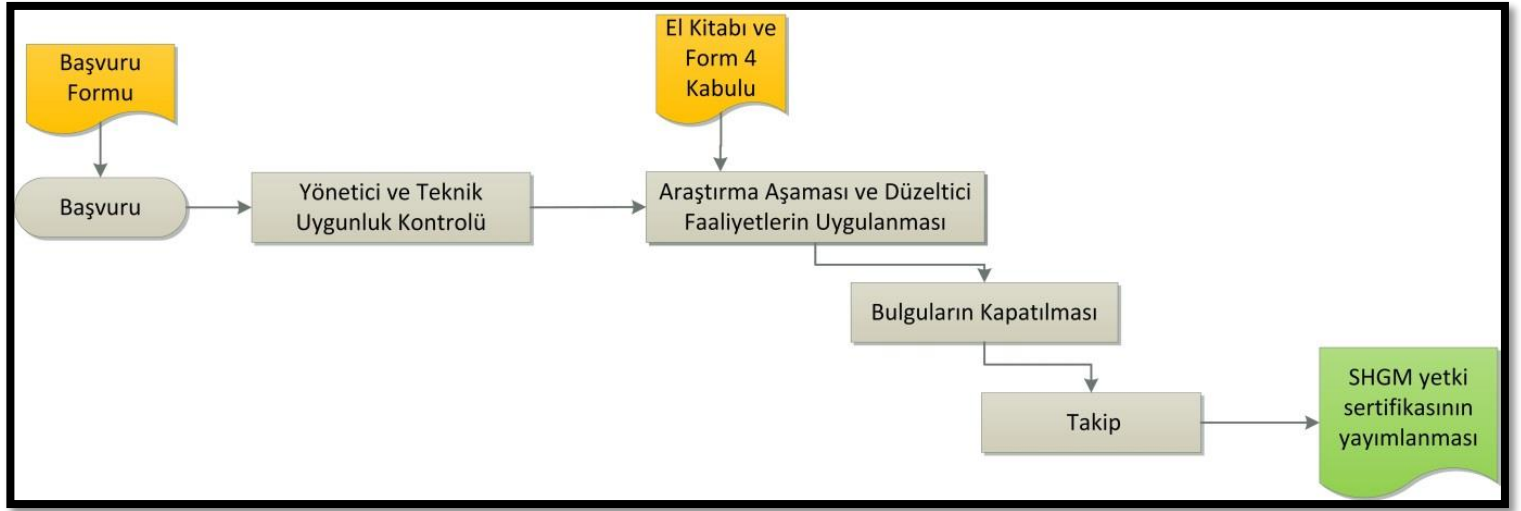 Başvuru
Formu
El Kitabı ve
Form 4
Kabulu
Başvuru
Yönetici ve Teknik
Uygunluk Kontrolü
Araştırma Aşaması ve Düzeltici
Faaliyetlerin Uygulanması
Bulguların Kapatılması
Takip
SHGM yetki
sertifikasının
yayımlanması